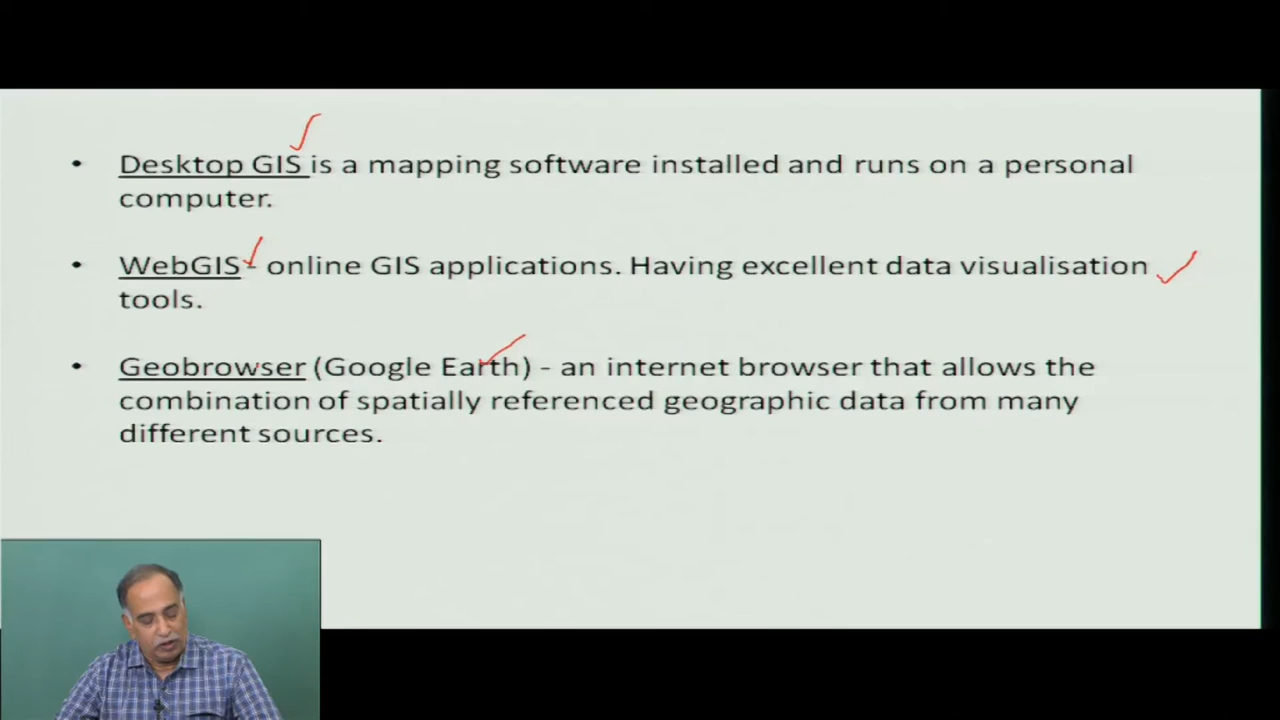 • Desktop GIS is a mapping software installed and runs on a personal
computer.
• WebGIS - online GIS applications. Having excellent data visualisation
tools.
• Geobrowser (Google Earth) - an internet browser that allows the
combination of spatially referenced geographic data from many
different sources.